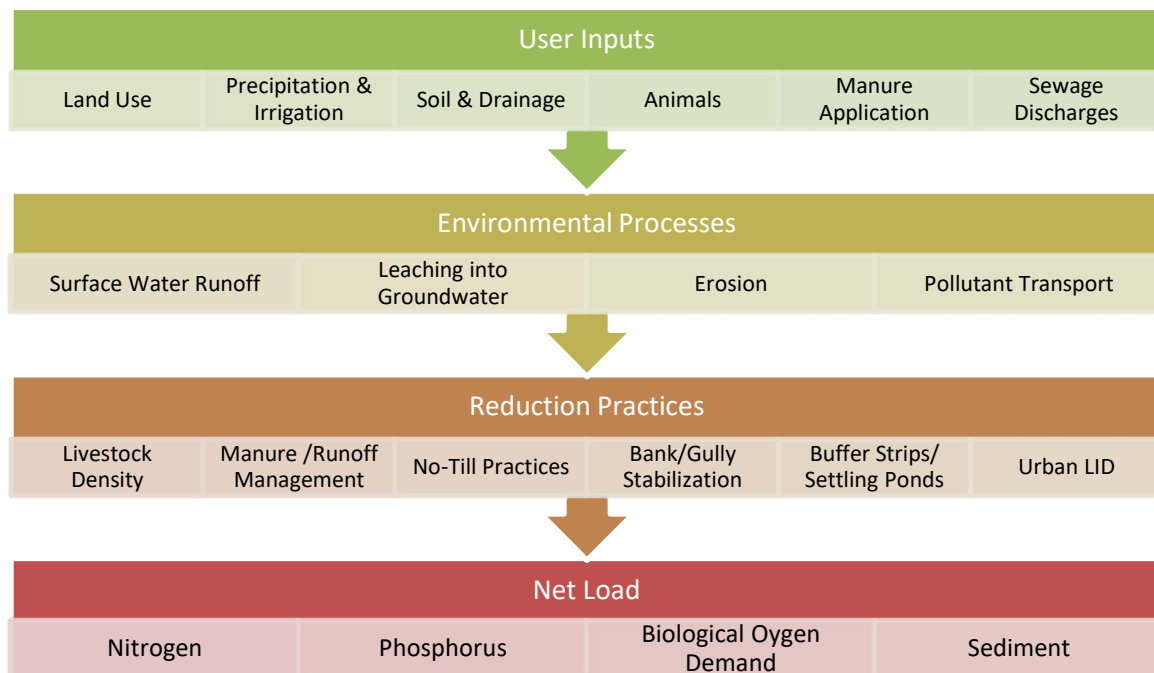 User Inputs
Land Use
Precipitation &
Irrigation
Soil & Drainage
Animals
Manure
Application
Sewage
Discharges
Environmental Processes
Surface Water Runoff
Leaching into
Groundwater
Erosion
Pollutant Transport
Reduction Practices
Livestock
Density
Manure /Runoff
Management
No-Till Practices
Bank/Gully
Stabilization
Buffer Strips/
Settling Ponds
Urban LID
Net Load
Nitrogen
Phosphorus
Biological Oygen
Demand
Sediment